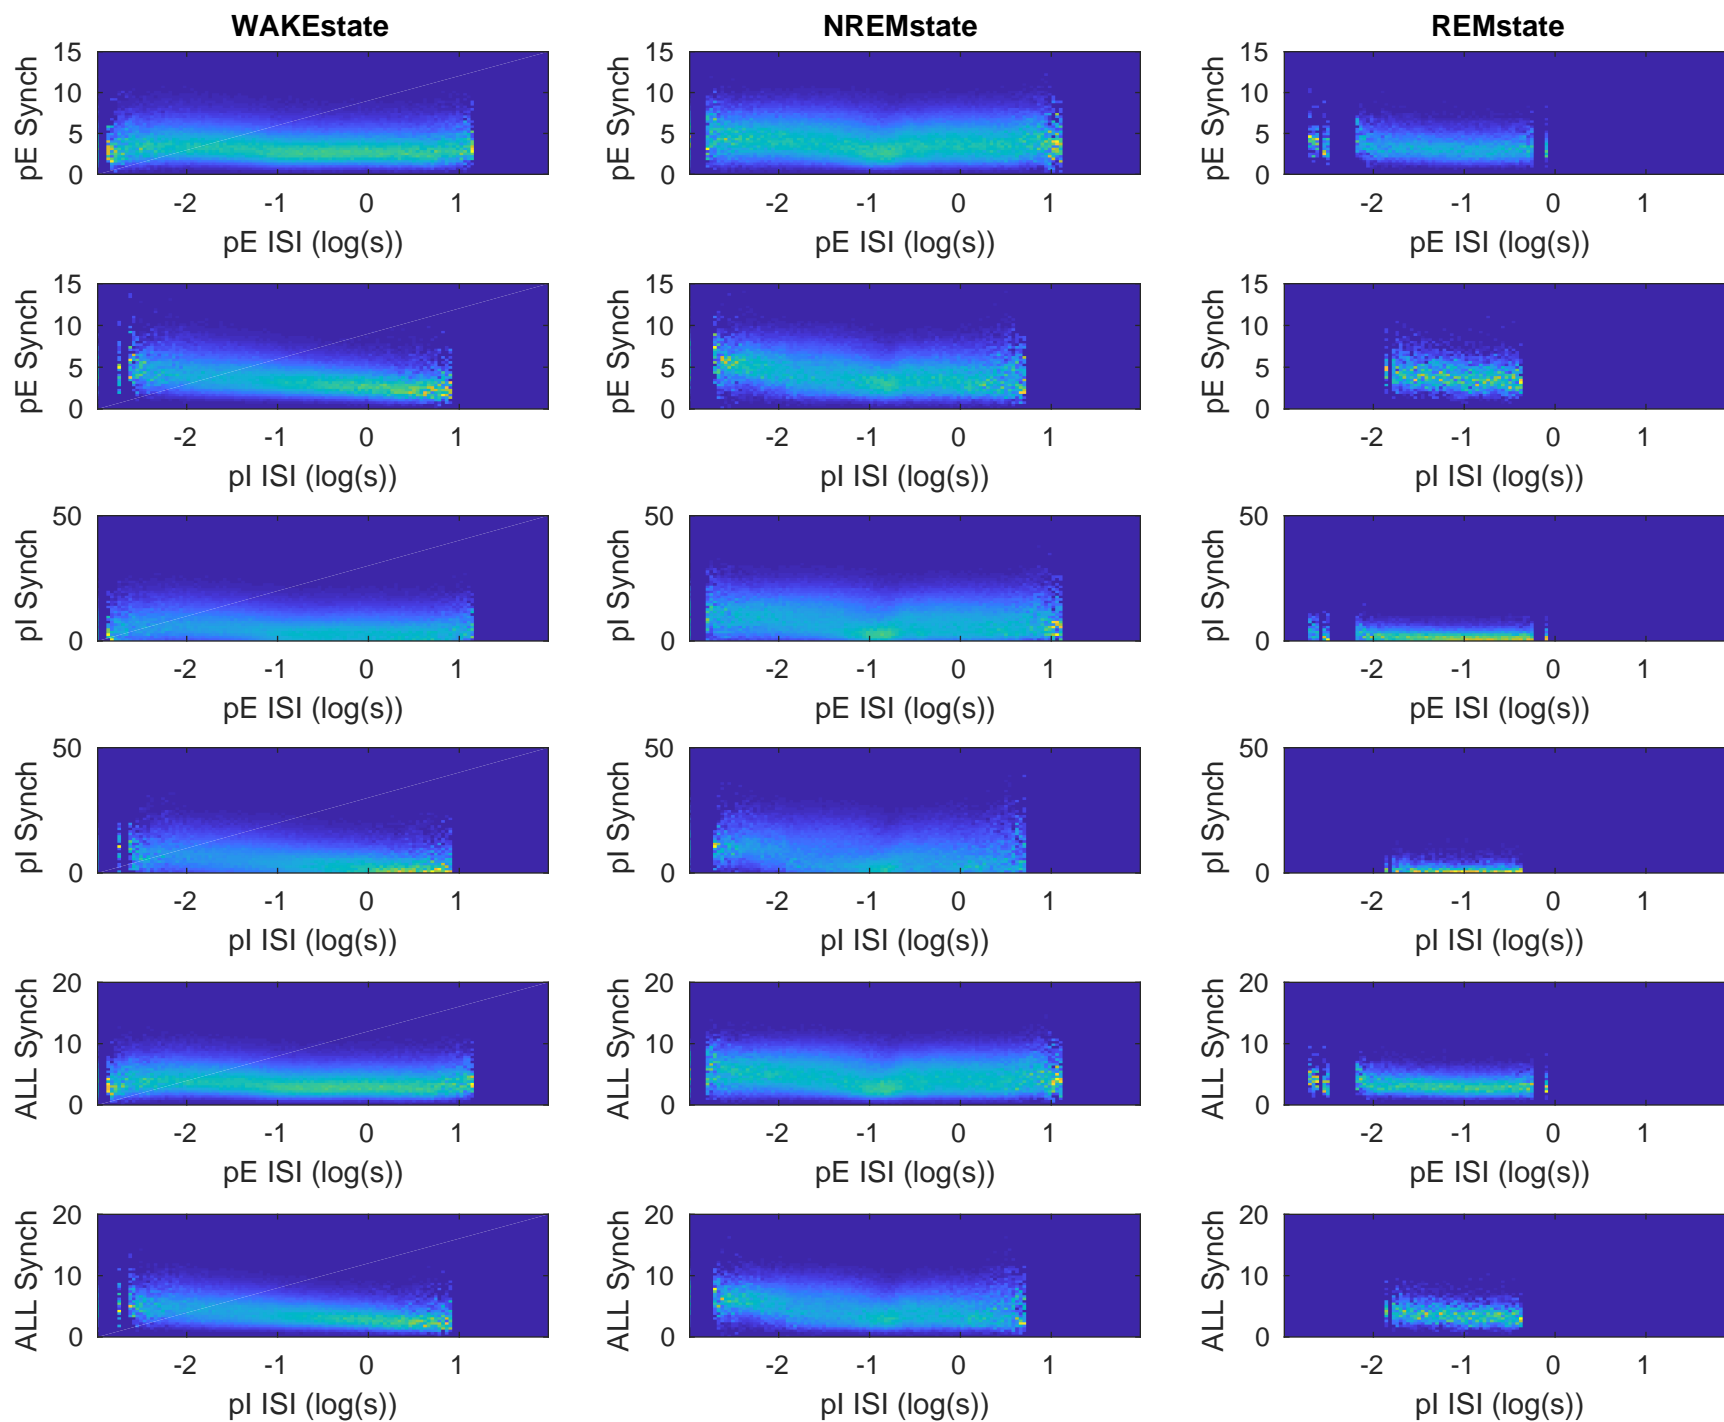 WAKEstate NREMstate REMstate
15 15 15
10 10 10
5 5 5
0 0 0
pE Synch pE Synch pE Synch
-2 -1 0 1 -2 -1 0 1 -2 -1 0 1
pE ISI (log(s)) pE ISI (log(s)) pE ISI (log(s))
15 15 15
10 10 10
5 5 5
0 0 0
pE Synch pE Synch pE Synch
-2 -1 0 1 -2 -1 0 1 -2 -1 0 1
pI ISI (log(s)) pI ISI (log(s)) pI ISI (log(s))
50 50 50
0 0 0
pI Synch pI Synch pI Synch
-2 -1 0 1 -2 -1 0 1 -2 -1 0 1
pE ISI (log(s)) pE ISI (log(s)) pE ISI (log(s))
50 50 50
0 0 0
pI Synch pI Synch pI Synch
-2 -1 0 1 -2 -1 0 1 -2 -1 0 1
pI ISI (log(s)) pI ISI (log(s)) pI ISI (log(s))
20 20 20
10 10 10
0 0 0
ALL Synch ALL Synch ALL Synch
-2 -1 0 1 -2 -1 0 1 -2 -1 0 1
pE ISI (log(s)) pE ISI (log(s)) pE ISI (log(s))
20 20 20
10 10 10
0 0 0
ALL Synch ALL Synch ALL Synch
-2 -1 0 1 -2 -1 0 1 -2 -1 0 1
pI ISI (log(s)) pI ISI (log(s)) pI ISI (log(s))